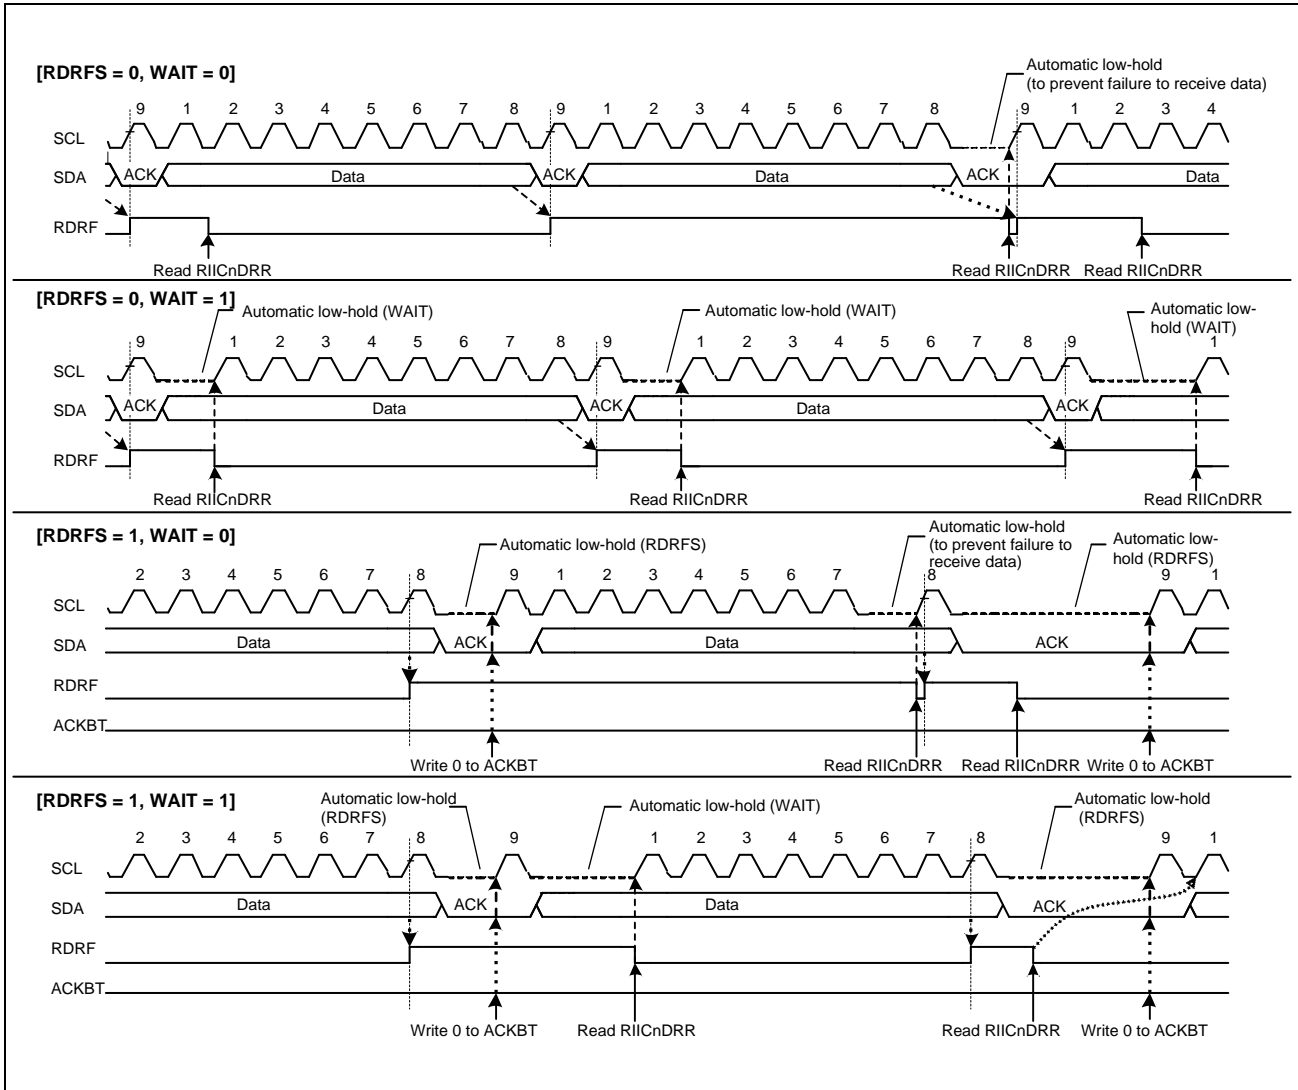 [RDRFS = 0, WAIT = 0]
Automatic low-hold
(to prevent failure to receive data)
9 1 2 3 4 5 6 7 8 9 1 2 3 4 5 6 7 8 9 1 2 3 4
SCL
SDA ACK Data ACK Data ACK Data
RDRF
Read RIICnDRR Read RIICnDRR Read RIICnDRR
[RDRFS = 0, WAIT = 1]
Automatic low-hold (WAIT) Automatic low-hold (WAIT) Automatic low-
hold (WAIT)
9 1 2 3 4 5 6 7 8 9 1 2 3 4 5 6 7 8 9 1
SCL
SDA ACK Data ACK Data ACK
RDRF
Read RIICnDRR Read RIICnDRR Read RIICnDRR
[RDRFS = 1, WAIT = 0]
Automatic low-hold (RDRFS)
Automatic low-hold
(to prevent failure to
receive data)
Automatic low-
hold (RDRFS)
2 3 4 5 6 7 8 9 1 2 3 4 5 6 7 8 9 1
SCL
SDA Data ACK Data ACK
RDRF
ACKBT
Write 0 to ACKBT Read RIICnDRR Read RIICnDRR Write 0 to ACKBT
[RDRFS = 1, WAIT = 1]
Automatic low-hold
(RDRFS)
Automatic low-hold (WAIT)
Automatic low-hold
(RDRFS)
2 3 4 5 6 7 8 9 1 2 3 4 5 6 7 8 9 1
SCL
SDA Data ACK Data ACK
RDRF
ACKBT
Write 0 to ACKBT Read RIICnDRR Read RIICnDRR Write 0 to ACKBT